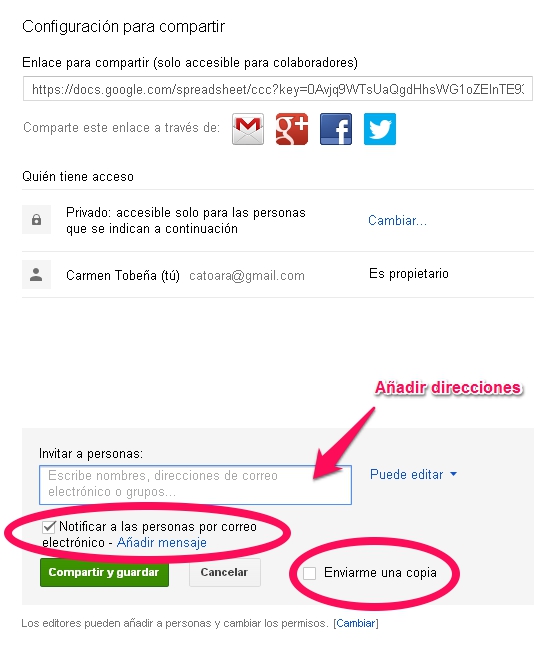 Configuración para compartir
Enlace para compartir (solo accesible para colaboradores)
https://docs.google.com/spreadsheet/ccc?key=0Avjq9WTsUaQgdHhsWG1oZElnTE9X
Comparte este enlace a través de:
Quién tiene acceso
Privado: accesible solo para las personas
que se indican a continuación
Cambiar...
Carmen Tobeña (tú) catoara@gmail.com
Es propietario
Añadir direcciones
Invitar a personas:
Escribe nombres, direcciones de correo
electrónico o grupos...
Puede editar
Notificar a las personas por correo
electrónico - Añadir mensaje
Compartir y guardar
Cancelar
Enviarme una copia
Los editores pueden añadir a personas y cambiar los permisos. [Cambiar]